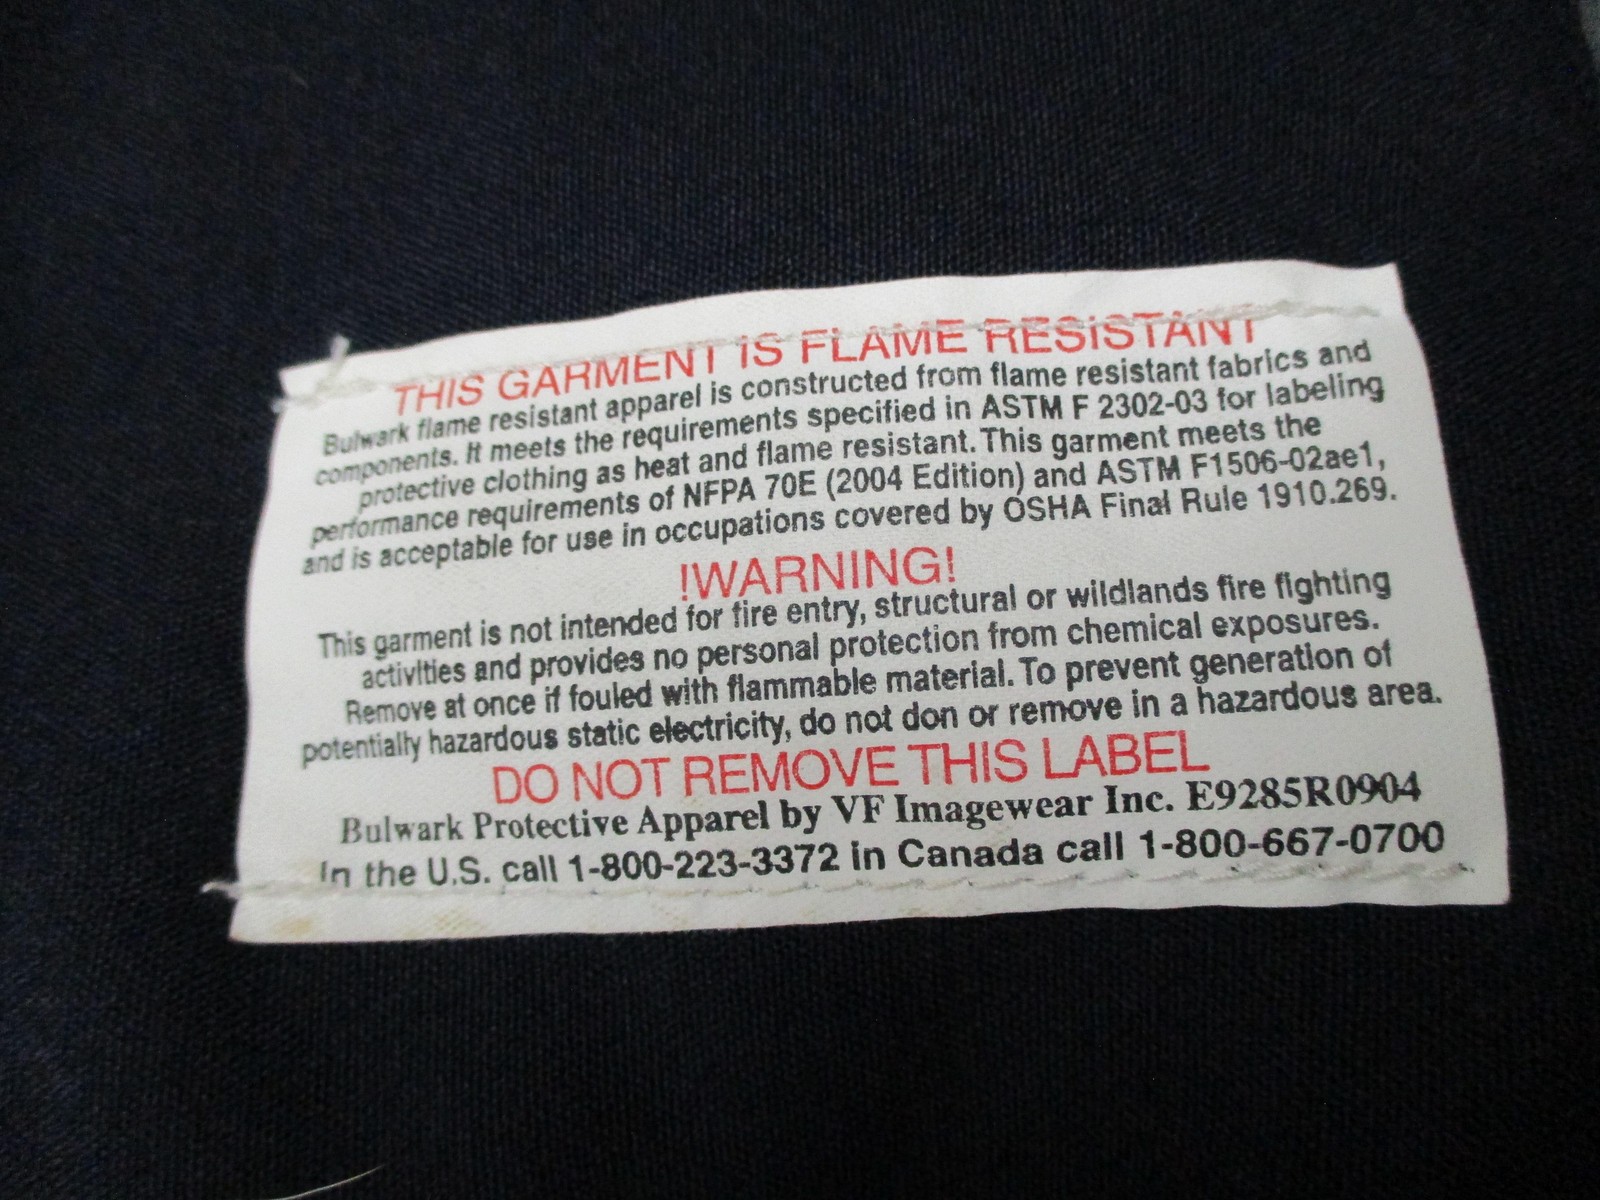 THIS GARMENT IS FLAME RESISTANT
Bulwark flame resistant apparel is constructed from flame resistant fabrics and
components. It meets the requirements specified in ASTM F 2302-03 for labeling
protective clothing as heat and flame resistant. This garment meets the
performance requirements of NFPA 70E (2004 Edition) and ASTM F1506-02ae1,
and is acceptable for use in occupations covered by OSHA Final Rule 1910.269.
!WARNING!
This garment is not intended for fire entry, structural or wildlands fire fighting
activities and provides no personal protection from chemical exposures.
Remove at once if fouled with flammable material. To prevent generation of
potentially hazardous static electricity, do not don or remove in a hazardous area.
DO NOT REMOVE THIS LABEL
Bulwark Protective Apparel by VF Imagewear Inc. E9285R0904
In the U.S. call 1-800-223-3372 in Canada call 1-800-667-0700